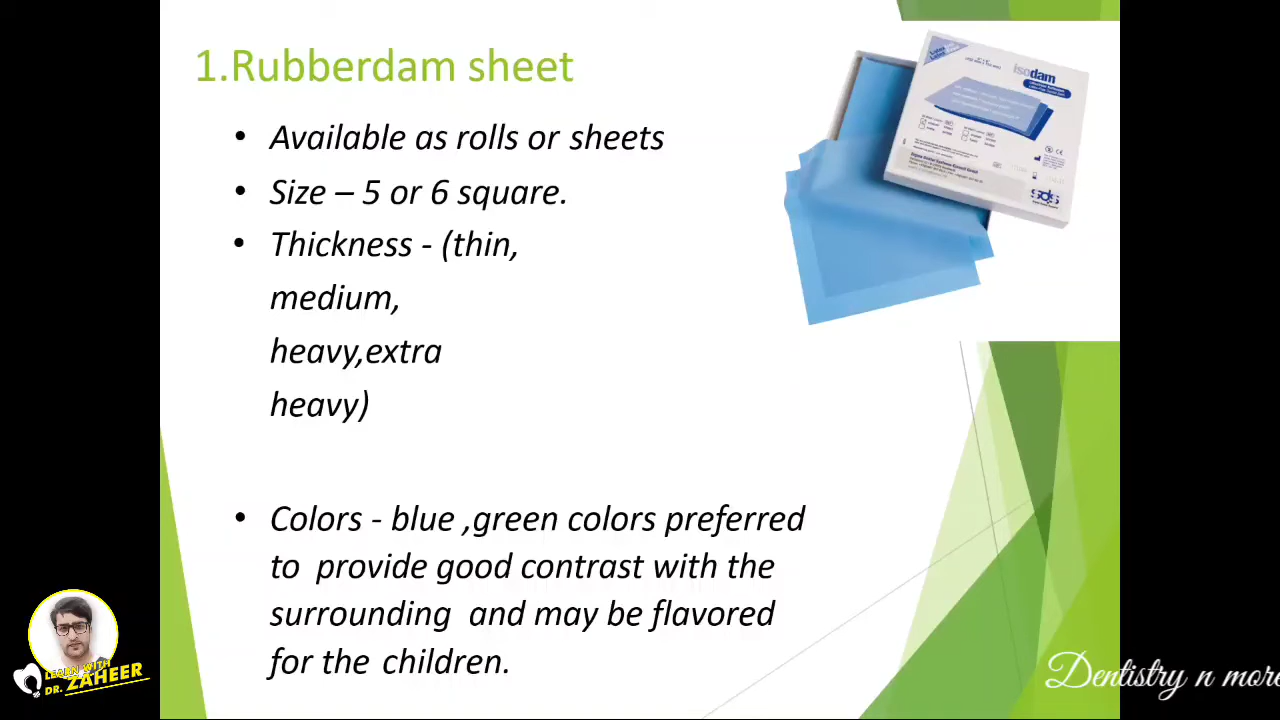 1.Rubberdam sheet
• Available as rolls or sheets
• Size – 5 or 6 square.
• Thickness - (thin,
medium,
heavy,extra
heavy)
• Colors - blue ,green colors preferred
to provide good contrast with the
surrounding and may be flavored
for the children.
isodam
sds
LEARN WITH
DR. ZAHEER
Dentistry n more